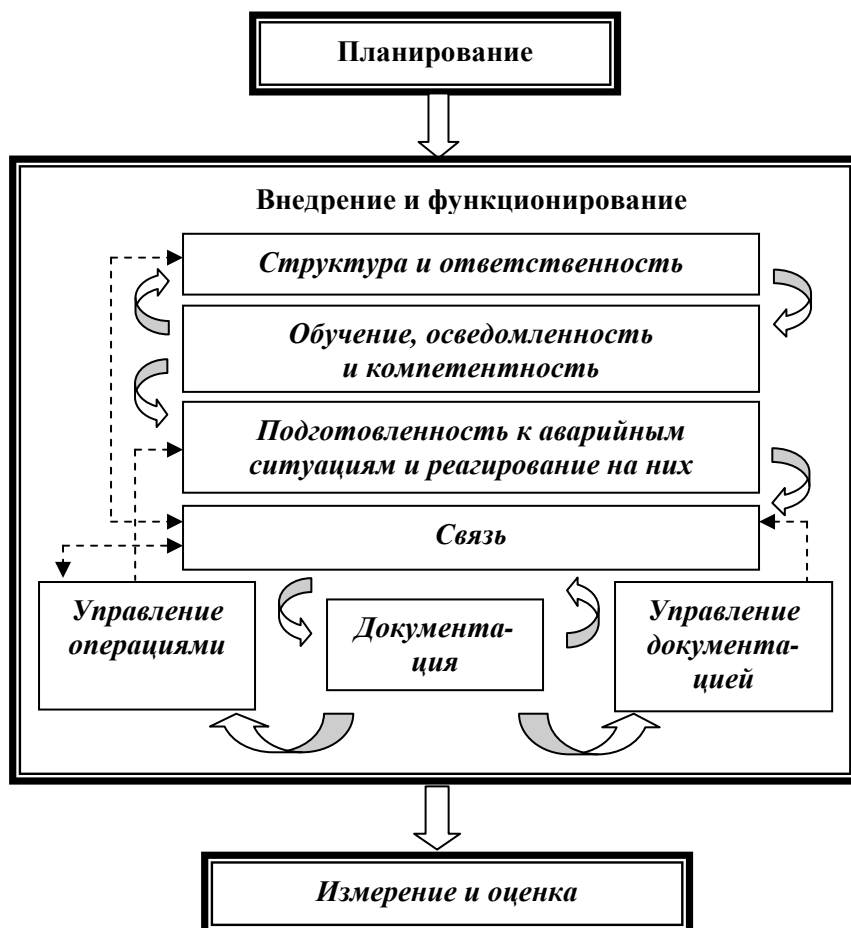 Планирование
Внедрение и функционирование
Структура и ответственность
Обучение, осведомленность
и компетентность
Подготовленность к аварийным
ситуациям и реагирование на них
Связь
Управление
операциями
Документа-
ция
Управление
документа-
цией
Измерение и оценка